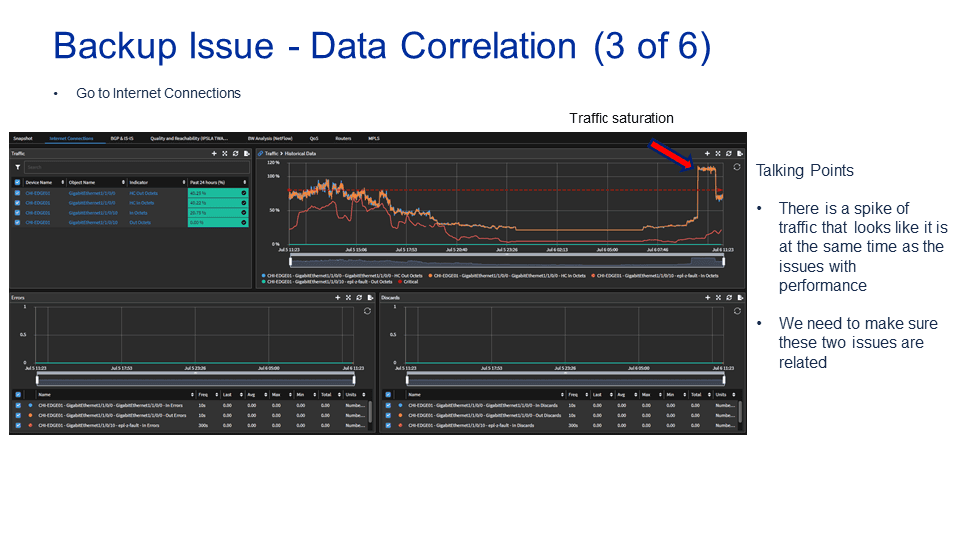 Backup Issue - Data Correlation (3 of 6)
• Go to Internet Connections
Traffic saturation
Snapshot Internet Connections BGP & IS-IS Quality and Reachability (IPSLA TWA... BW Analysis (NetFlow) QoS Routers MPLS
Traffic
Search
Device Name Object Name Indicator Past 24 hours (%)
CHI-EDGE01 GigabitEthernet1/1/0/0 HC Out Octets 45.25 %
CHI-EDGE01 GigabitEthernet1/1/0/0 HC In Octets 45.22 %
CHI-EDGE01 GigabitEthernet1/1/0/10 In Octets
CHI-EDGE01 GigabitEthernet1/1/0/10 Out Octets 0.00 %
Traffic > Historical Data
120 %
100 %
50 %
0 %
Jul 5 11:23 Jul 5 15:06 Jul 5 17:53 Jul 5 20:40 Jul 5 23:26 Jul 6 02:13 Jul 6 05:00 Jul 6 07:46 Jul 6 11:23
CHI-EDGE01 - GigabitEthernet1/1/0/0 - GigabitEthernet1/1/0/0 - HC Out Octets CHI-EDGE01 - GigabitEthernet1/1/0/0 - GigabitEthernet1/1/0/0 - HC In Octets CHI-EDGE01 - GigabitEthernet1/1/0/10 - epl-z-fault - In Octets
CHI-EDGE01 - GigabitEthernet1/1/0/10 - epl-z-fault - Out Octets Critical
Talking Points
• There is a spike of
traffic that looks like it is
at the same time as the
issues with
performance
• We need to make sure
these two issues are
related
Errors
1
0.5
0
Jul 5 11:23 Jul 5 17:53 Jul 5 23:26 Jul 6 05:00 Jul 6 11:23
Name Freq Last Avg Max Min Total Units
CHI-EDGE01 - GigabitEthernet1/1/0/0 - GigabitEthernet1/1/0/0 - In Errors 10s 0.00 0.00 0.00 0.00 0.00 Numbe...
CHI-EDGE01 - GigabitEthernet1/1/0/0 - GigabitEthernet1/1/0/0 - Out Errors 10s 0.00 0.00 0.00 0.00 0.00 Numbe...
CHI-EDGE01 - GigabitEthernet1/1/0/10 - epl-z-fault - In Errors 300s 0.00 0.00 0.00 0.00 0.00 Numbe...
Discards
1
0.5
0
Jul 5 11:23 Jul 5 17:53 Jul 5 23:26 Jul 6 05:00 Jul 6 11:23
Name Freq Last Avg Max Min Total Units
CHI-EDGE01 - GigabitEthernet1/1/0/0 - GigabitEthernet1/1/0/0 - In Discards 10s 0.00 0.00 0.00 0.00 0.00 Numbe...
CHI-EDGE01 - GigabitEthernet1/1/0/0 - GigabitEthernet1/1/0/0 - Out Discards 10s 0.00 0.00 0.00 0.00 0.00 Numbe...
CHI-EDGE01 - GigabitEthernet1/1/0/10 - epl-z-fault - In Discards 300s 0.00 0.00 0.00 0.00 0.00 Numbe...